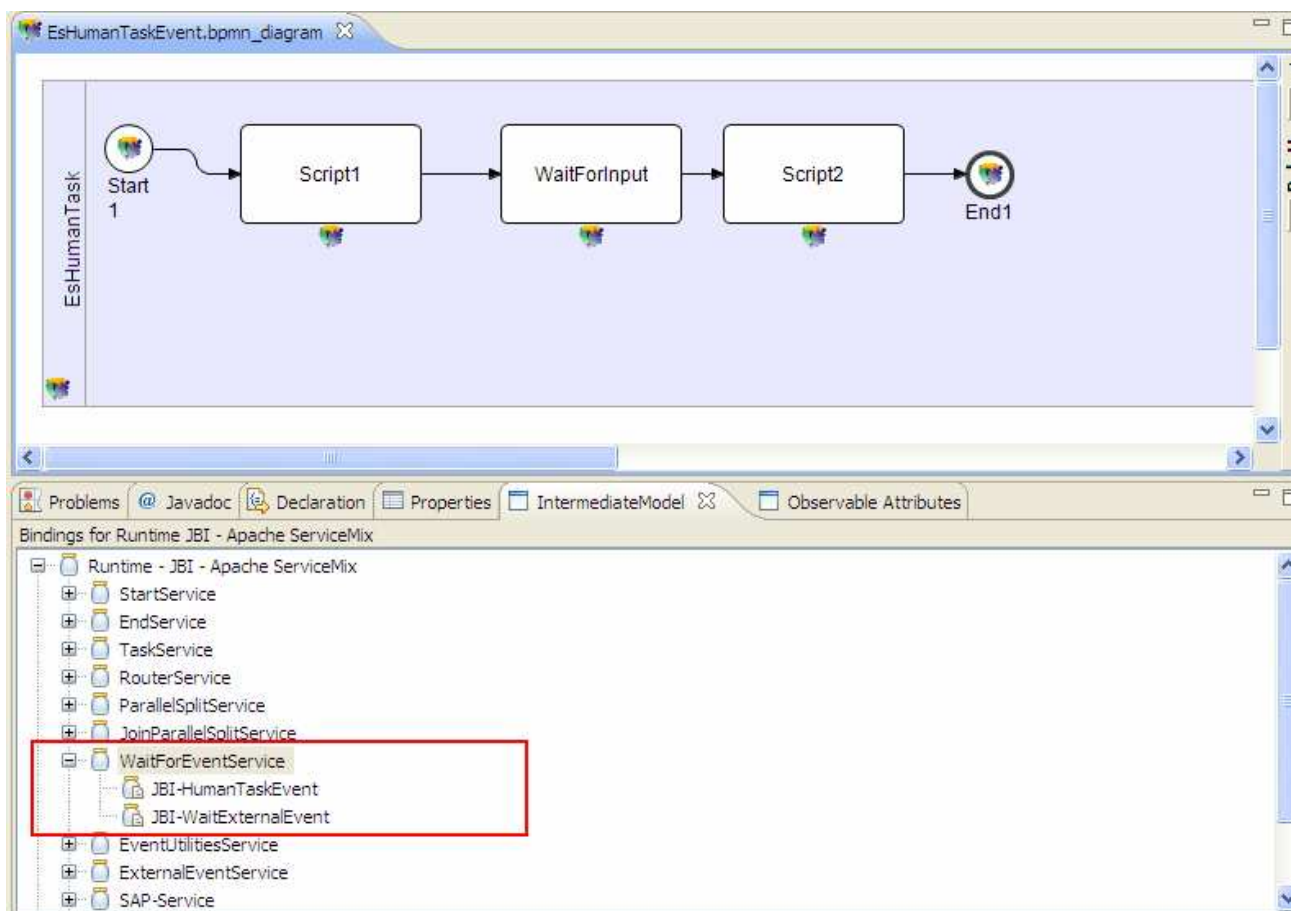 EsHumanTaskEvent.bpmn_diagram
EsHumanTask
Start
1
Script1
WaitForInput
Script2
End1
Problems @ Javadoc Declaration Properties IntermediateModel Observable Attributes
Bindings for Runtime JBI - Apache ServiceMix
Runtime - JBI - Apache ServiceMix
StartService
EndService
TaskService
RouterService
ParallelSplitService
JoinParallelSplitService
WaitForEventService
JBI-HumanTaskEvent
JBI-WaitExternalEvent
EventUtilitiesService
ExternalEventService
SAP-Service